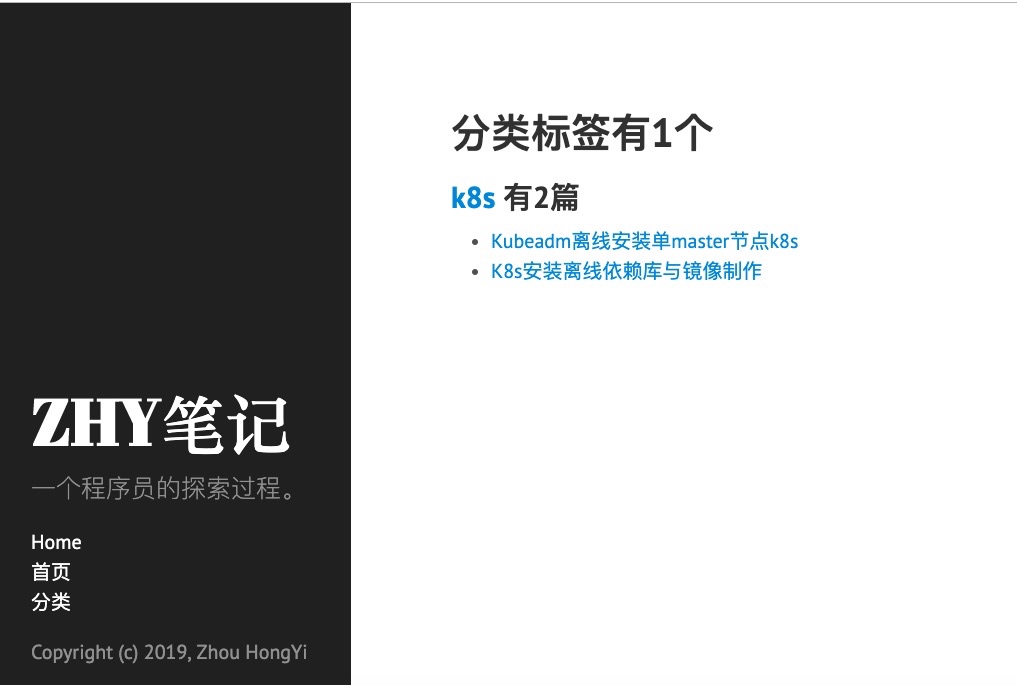 分类标签有1个
k8s 有2篇
Kubeadm离线安装单master节点k8s
K8s安装离线依赖库与镜像制作
ZHY笔记
一个程序员的探索过程。
Home
首页
分类
Copyright (c) 2019, Zhou HongYi